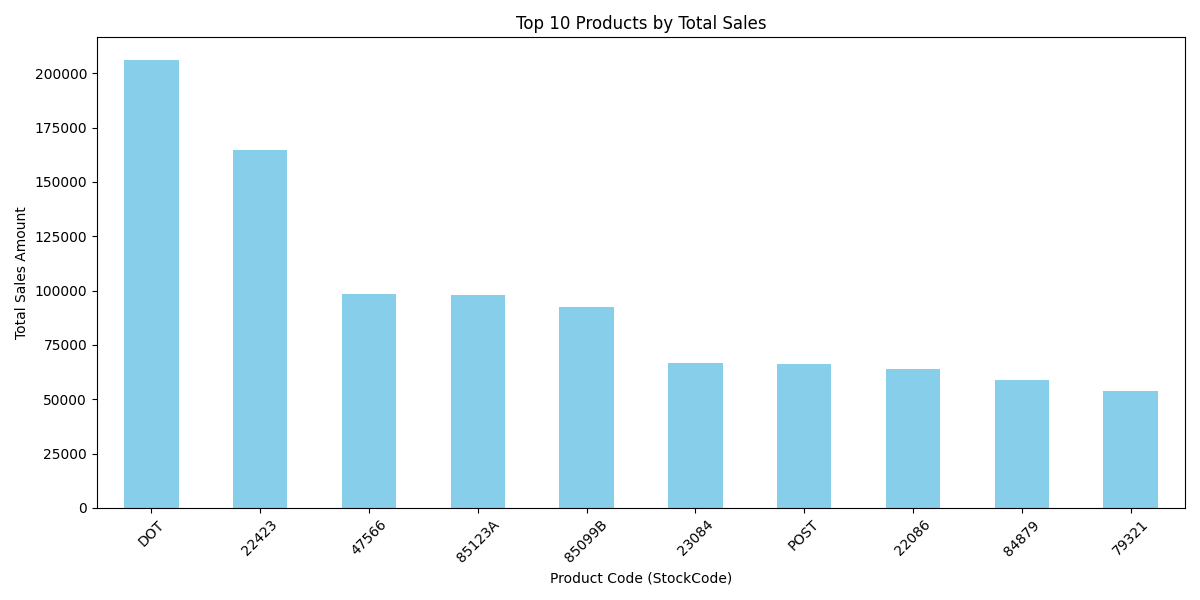 Top 10 Products by Total Sales
Total Sales Amount
200000
175000
150000
125000
100000
75000
50000
25000
0
DOT
22423
47566
85123A
85099B
23084
POST
22086
84879
79321
Product Code (StockCode)